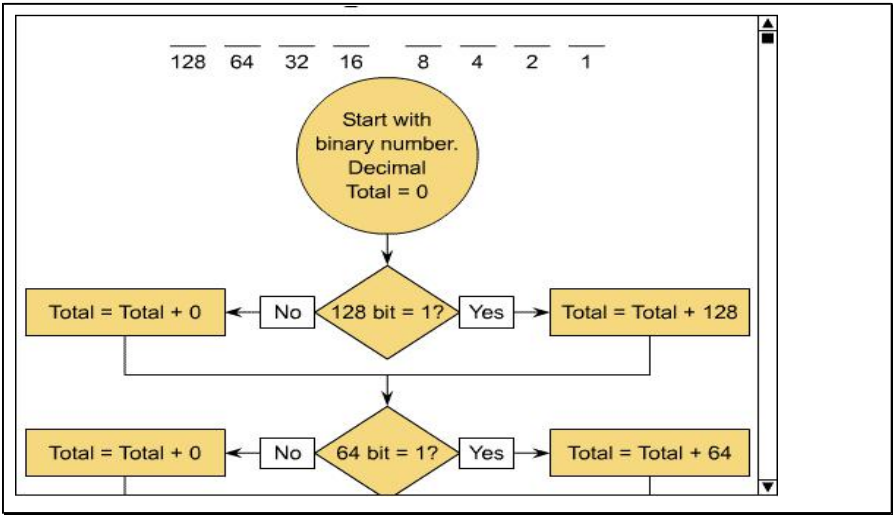 128 64 32 16 8 4 2 1
Start with
binary number.
Decimal
Total = 0
Total = Total + 0 No 128 bit = 1? Yes Total = Total + 128
Total = Total + 0 No 64 bit = 1? Yes Total = Total + 64